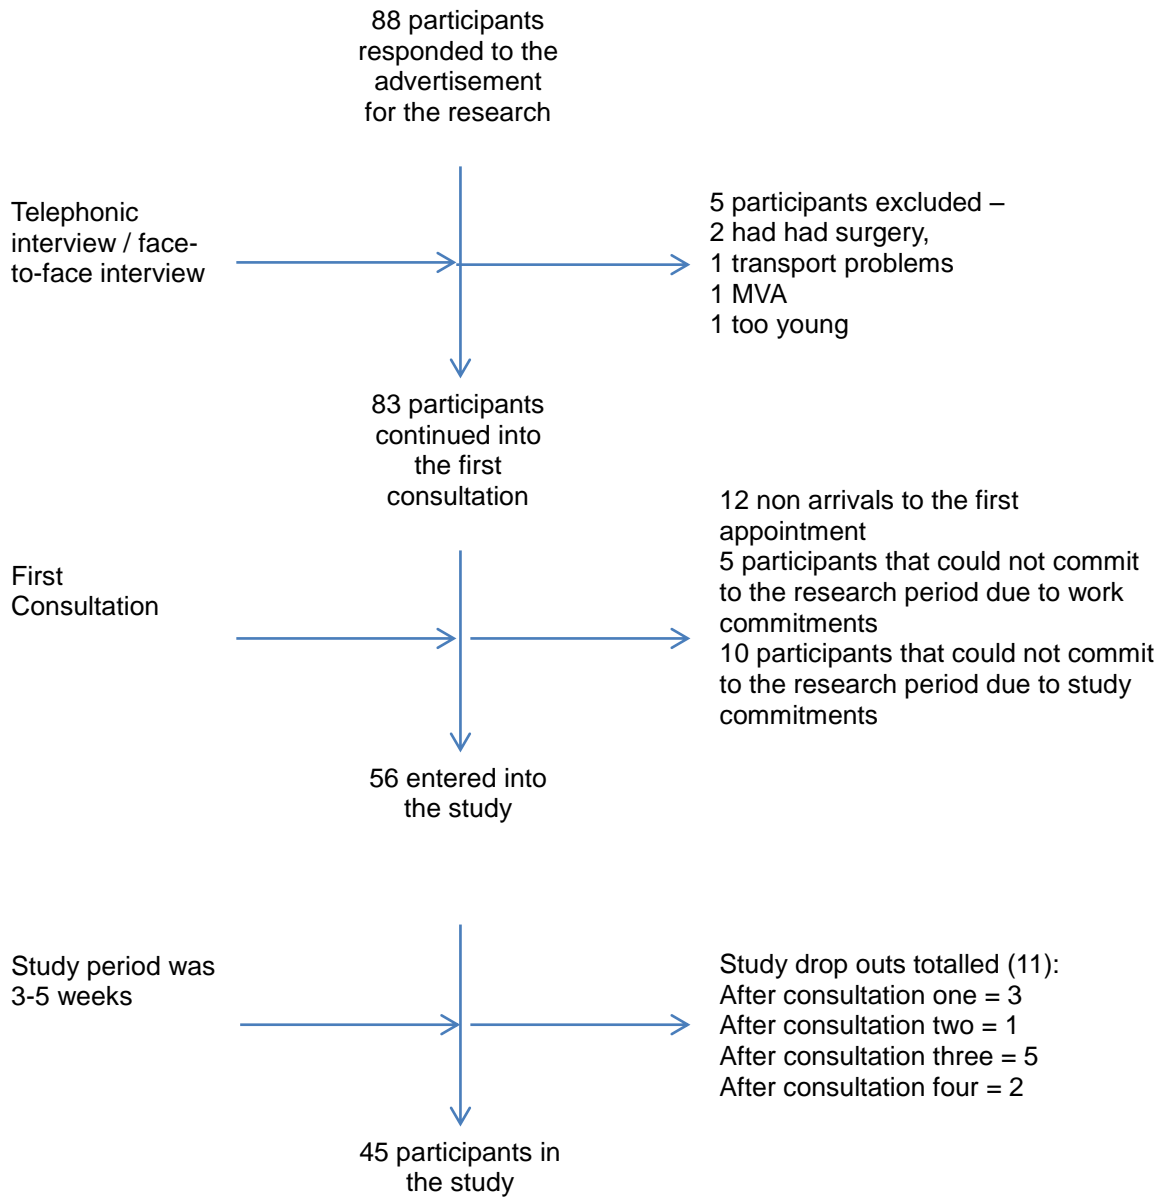 88 participants
responded to the
advertisement
for the research
Telephonic
interview / face-
to-face interview
5 participants excluded –
2 had had surgery,
1 transport problems
1 MVA
1 too young
83 participants
continued into
the first
consultation
First
Consultation
12 non arrivals to the first
appointment
5 participants that could not commit
to the research period due to work
commitments
10 participants that could not commit
to the research period due to study
commitments
56 entered into
the study
Study period was
3-5 weeks
Study drop outs totalled (11):
After consultation one = 3
After consultation two = 1
After consultation three = 5
After consultation four = 2
45 participants in
the study